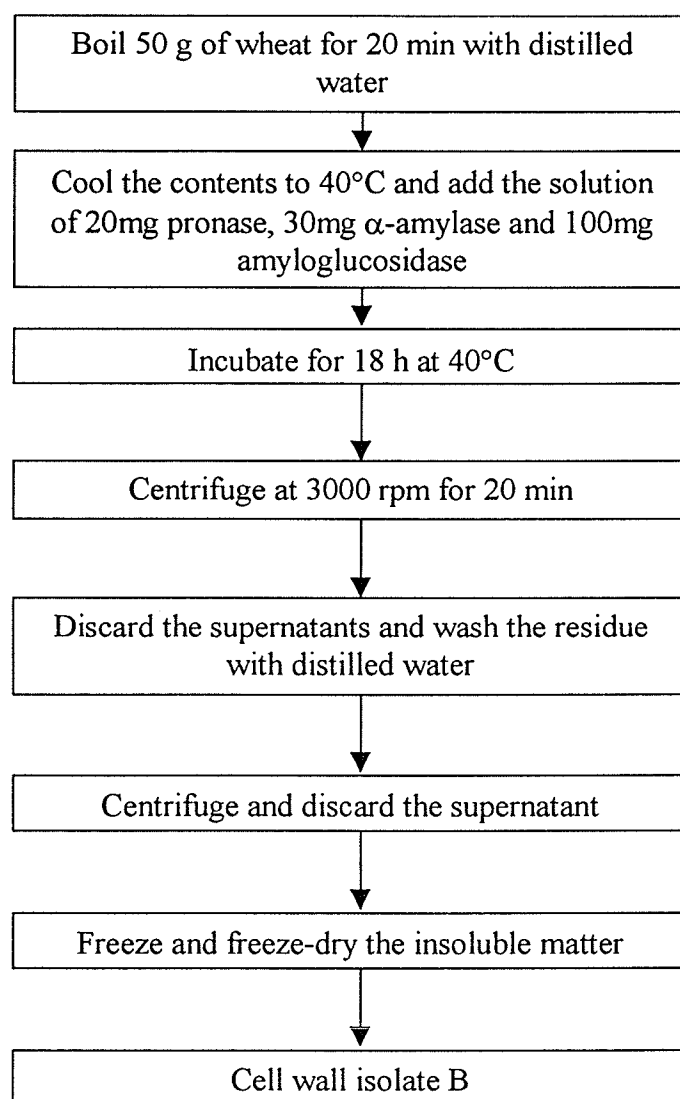 Boil 50 g of wheat for 20 min with distilled
water
Cool the contents to 40°C and add the solution
of 20mg pronase, 30mg α-amylase and 100mg
amyloglucosidase
Incubate for 18 h at 40°C
Centrifuge at 3000 rpm for 20 min
Discard the supernatants and wash the residue
with distilled water
Centrifuge and discard the supernatant
Freeze and freeze-dry the insoluble matter
Cell wall isolate B